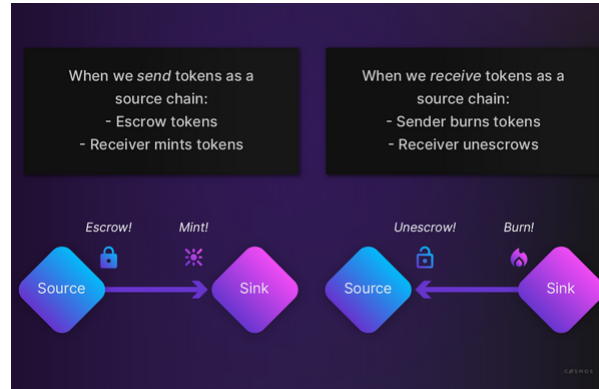 When we send tokens as a
source chain:
- Escrow tokens
- Receiver mints tokens
When we receive tokens as a
source chain:
- Sender burns tokens
- Receiver unescrows
Escrow!
Mint!
Source
Sink
Unescrow!
Burn!
Source
Sink
COSMOS